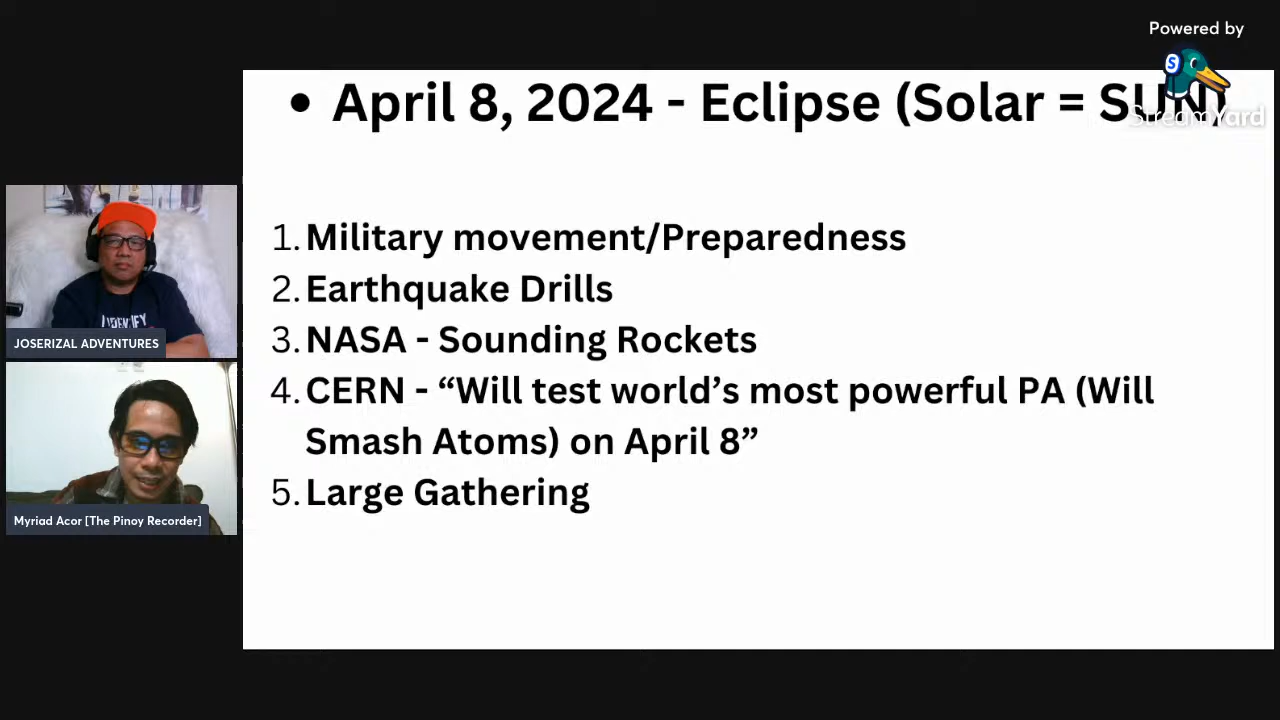 Powered by
StreamYard
• April 8, 2024 - Eclipse (Solar = SUN)
1. Military movement/Preparedness
2. Earthquake Drills
3. NASA - Sounding Rockets
4. CERN - “Will test world’s most powerful PA (Will
Smash Atoms) on April 8”
5. Large Gathering
JOSERIZAL ADVENTURES
Myriad Acor [The Pinoy Recorder]